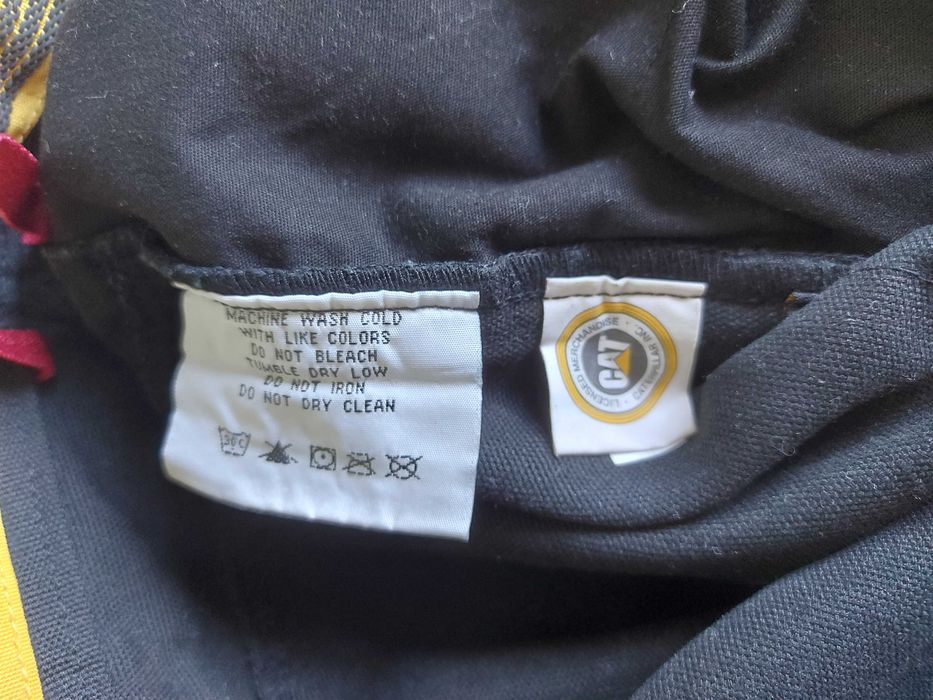 MACHINE WASH COLD
WITH LIKE COLORS
DO NOT BLEACH
TUMBLE DRY LOW
DO NOT IRON
DO NOT DRY CLEAN
30C
CAT
LICENSED MERCHANDISE · CATERPILLAR INC. ·